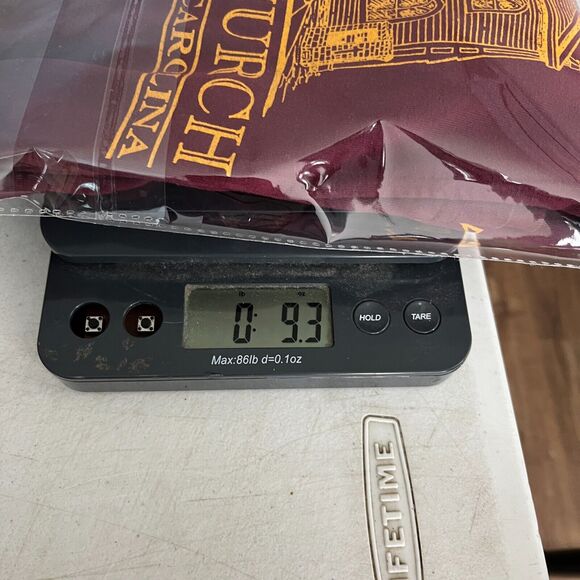 URCH
CAROLINA
lb oz
0: 9.3
HOLD
TARE
Max:86lb d=0.1oz
FETIME